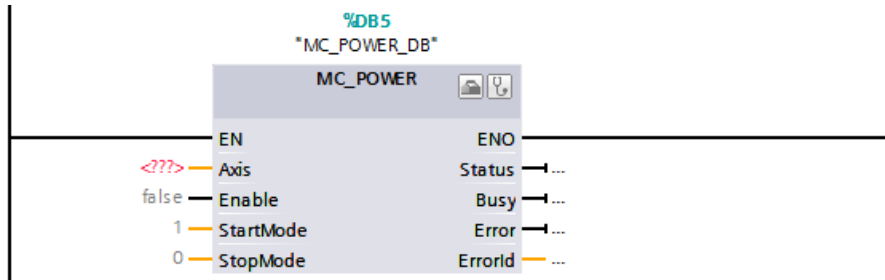 %DB5
"MC_POWER_DB"
MC_POWER
EN ENO
<???> Axis Status ...
false Enable Busy ...
1 StartMode Error ...
0 StopMode ErrorId ...